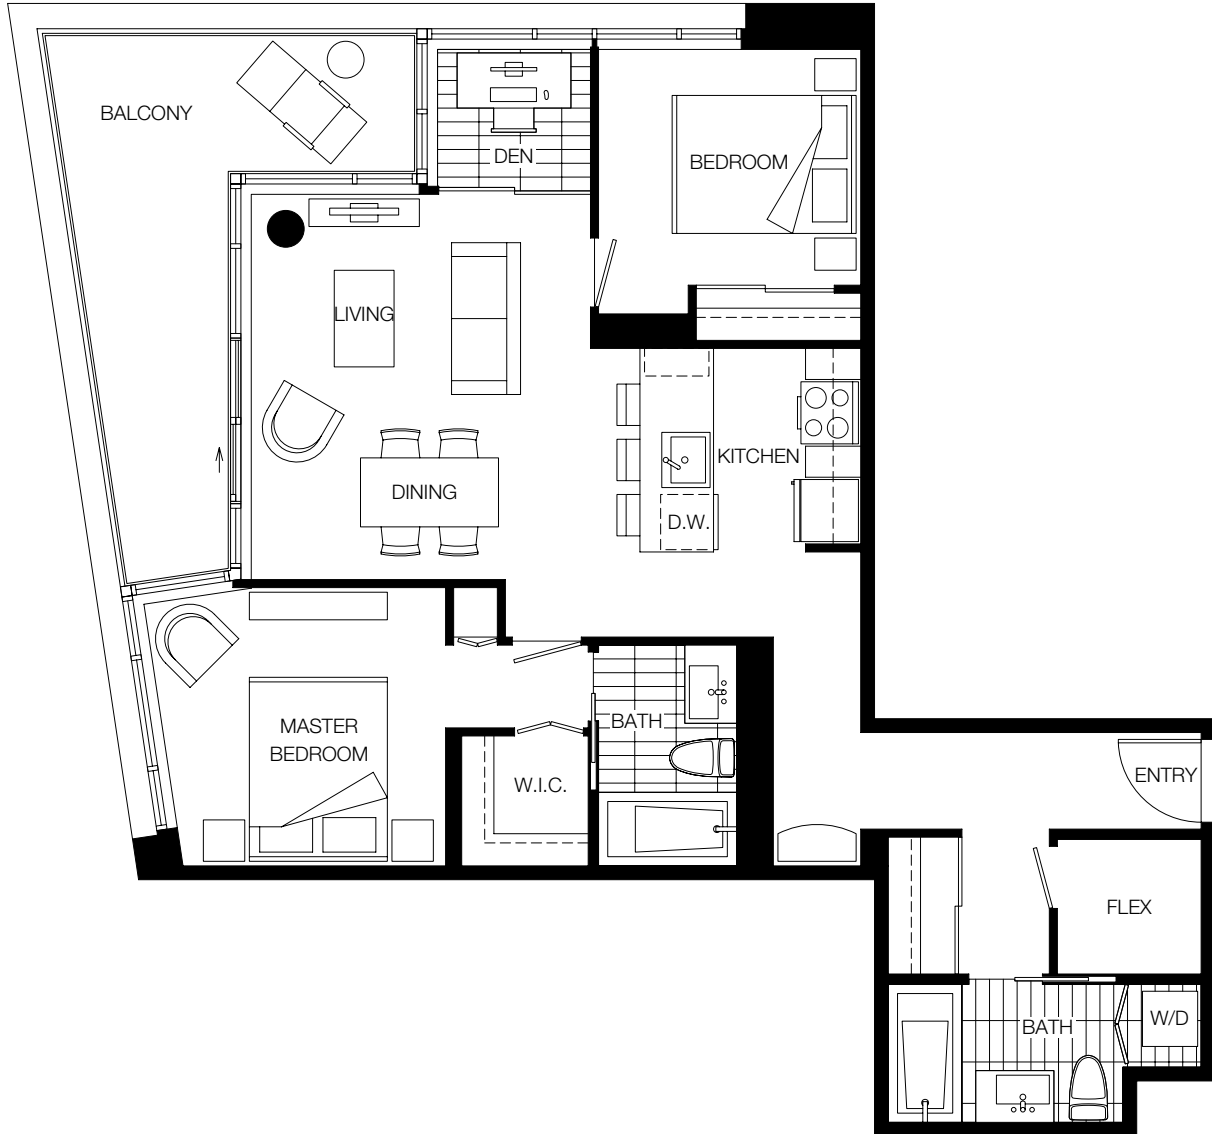 BALCONY
DEN
BEDROOM
LIVING
KITCHEN
DINING
D.W.
MASTER
BEDROOM
BATH
W.I.C.
ENTRY
FLEX
BATH
W/D